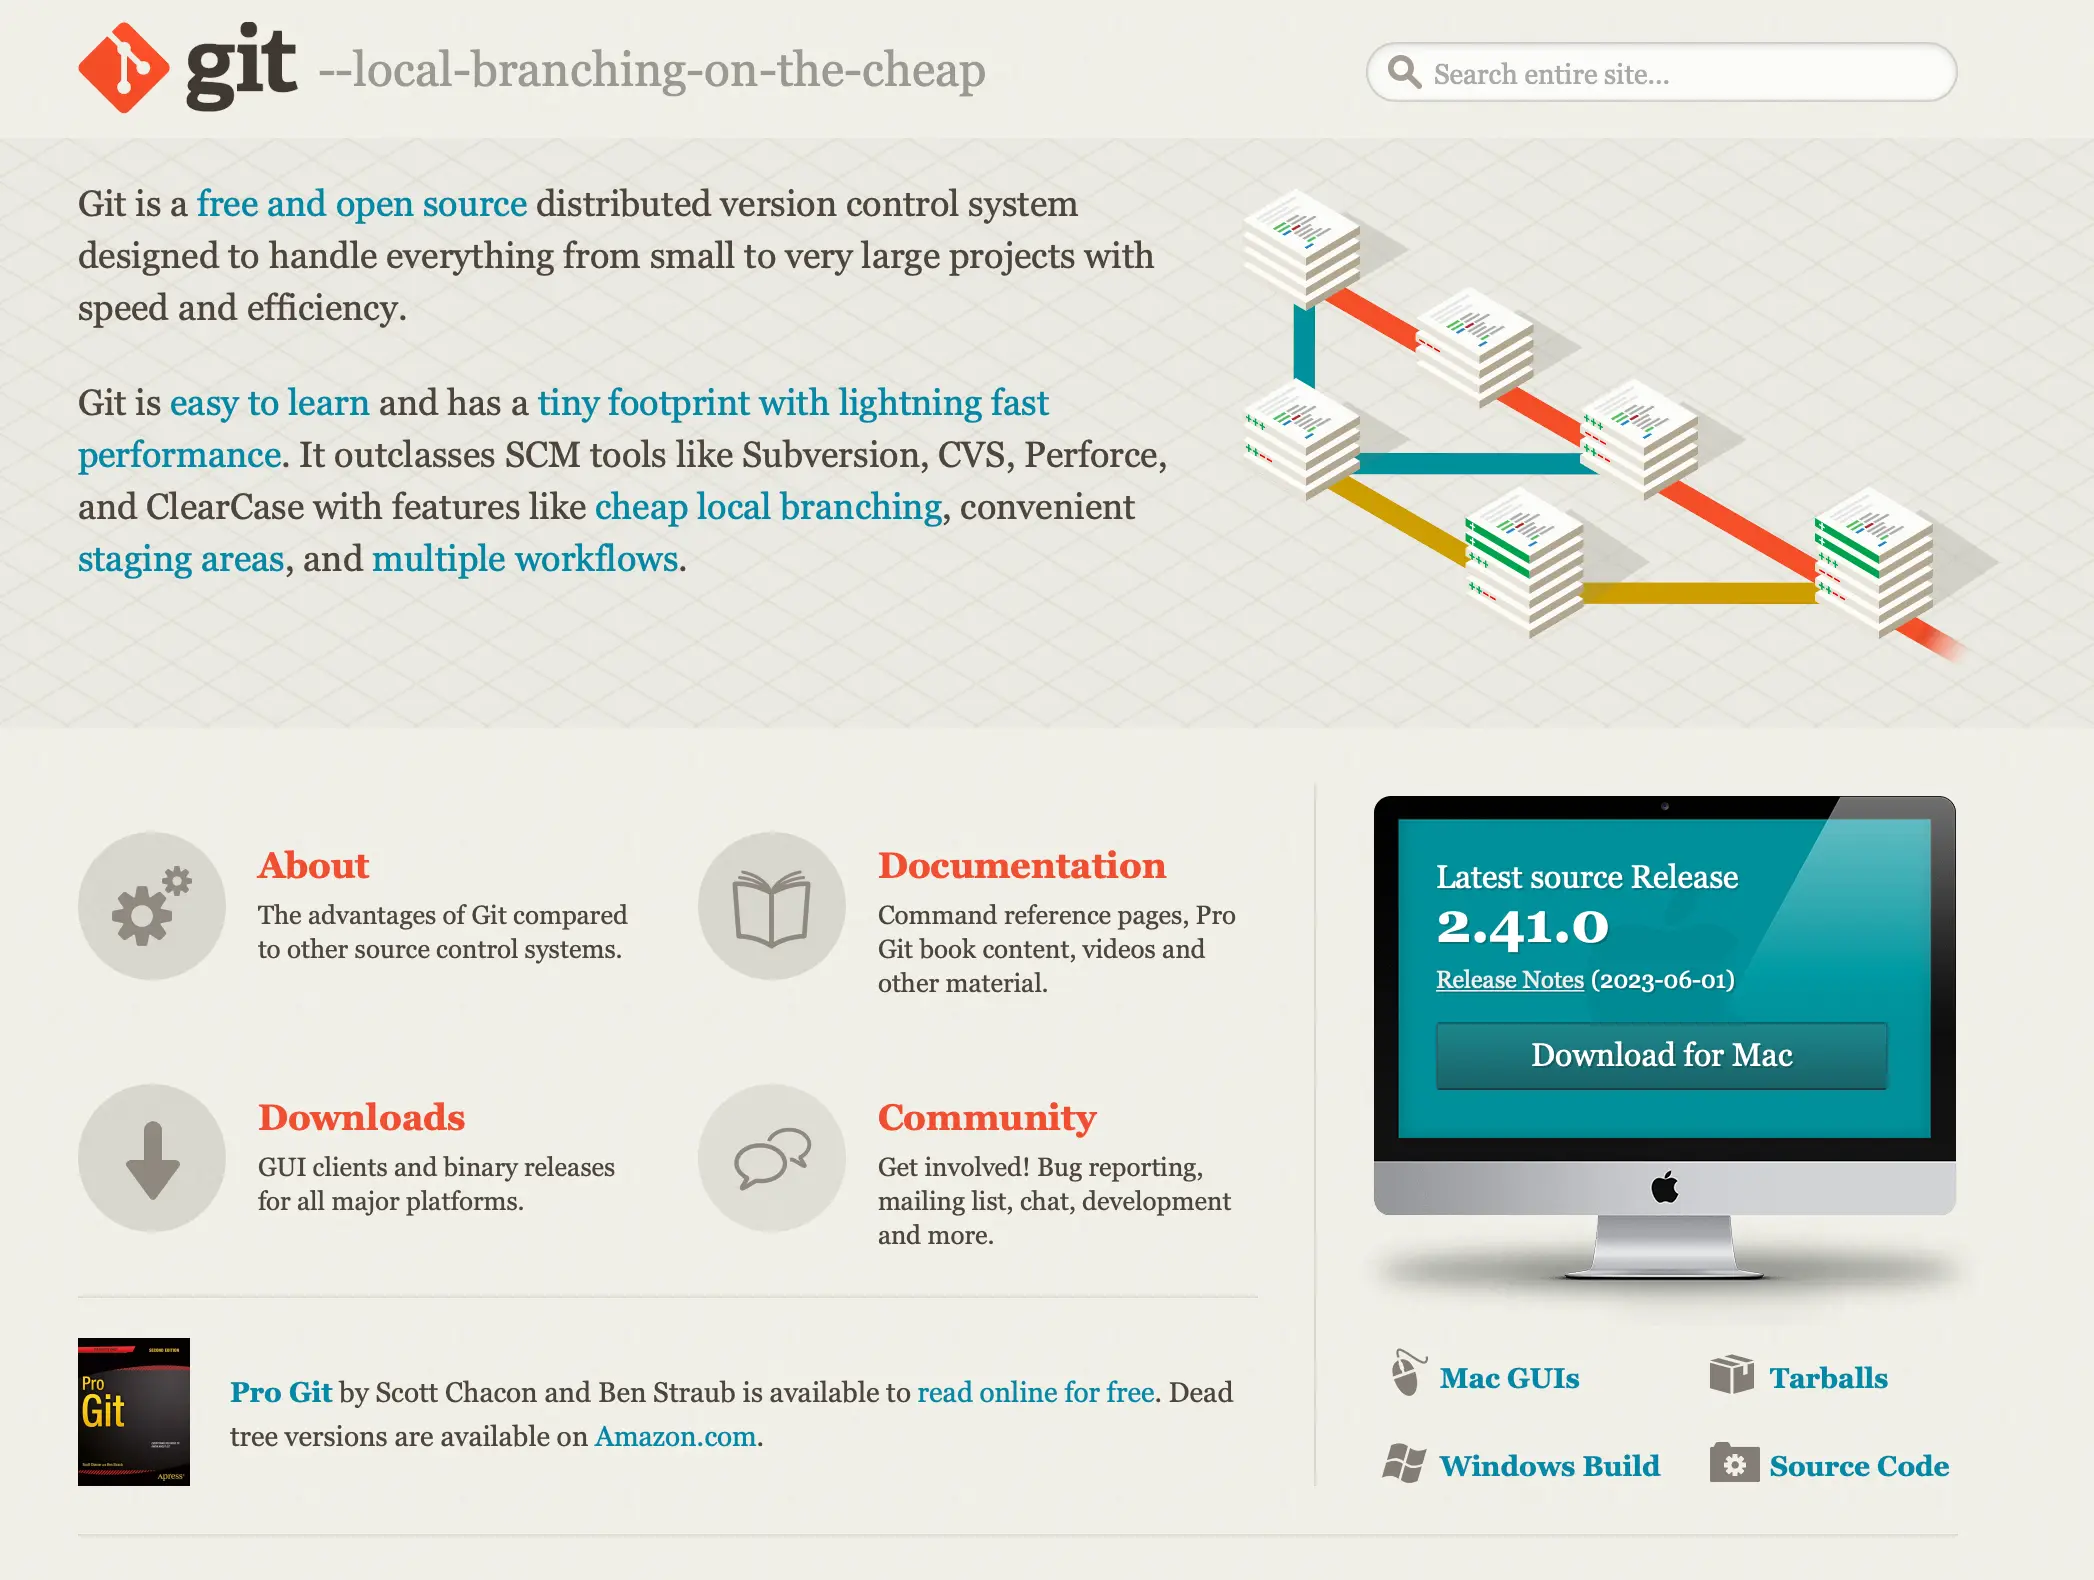 git --local-branching-on-the-cheap
Search entire site...
Git is a free and open source distributed version control system
designed to handle everything from small to very large projects with
speed and efficiency.
Git is easy to learn and has a tiny footprint with lightning fast
performance. It outclasses SCM tools like Subversion, CVS, Perforce,
and ClearCase with features like cheap local branching, convenient
staging areas, and multiple workflows.
About
The advantages of Git compared
to other source control systems.
Documentation
Command reference pages, Pro
Git book content, videos and
other material.
Downloads
GUI clients and binary releases
for all major platforms.
Community
Get involved! Bug reporting,
mailing list, chat, development
and more.
Pro
Git
SECOND EDITION
Apress
Pro Git by Scott Chacon and Ben Straub is available to read online for free. Dead
tree versions are available on Amazon.com.
Latest source Release
2.41.0
Release Notes (2023-06-01)
Download for Mac
Mac GUIs
Tarballs
Windows Build
Source Code